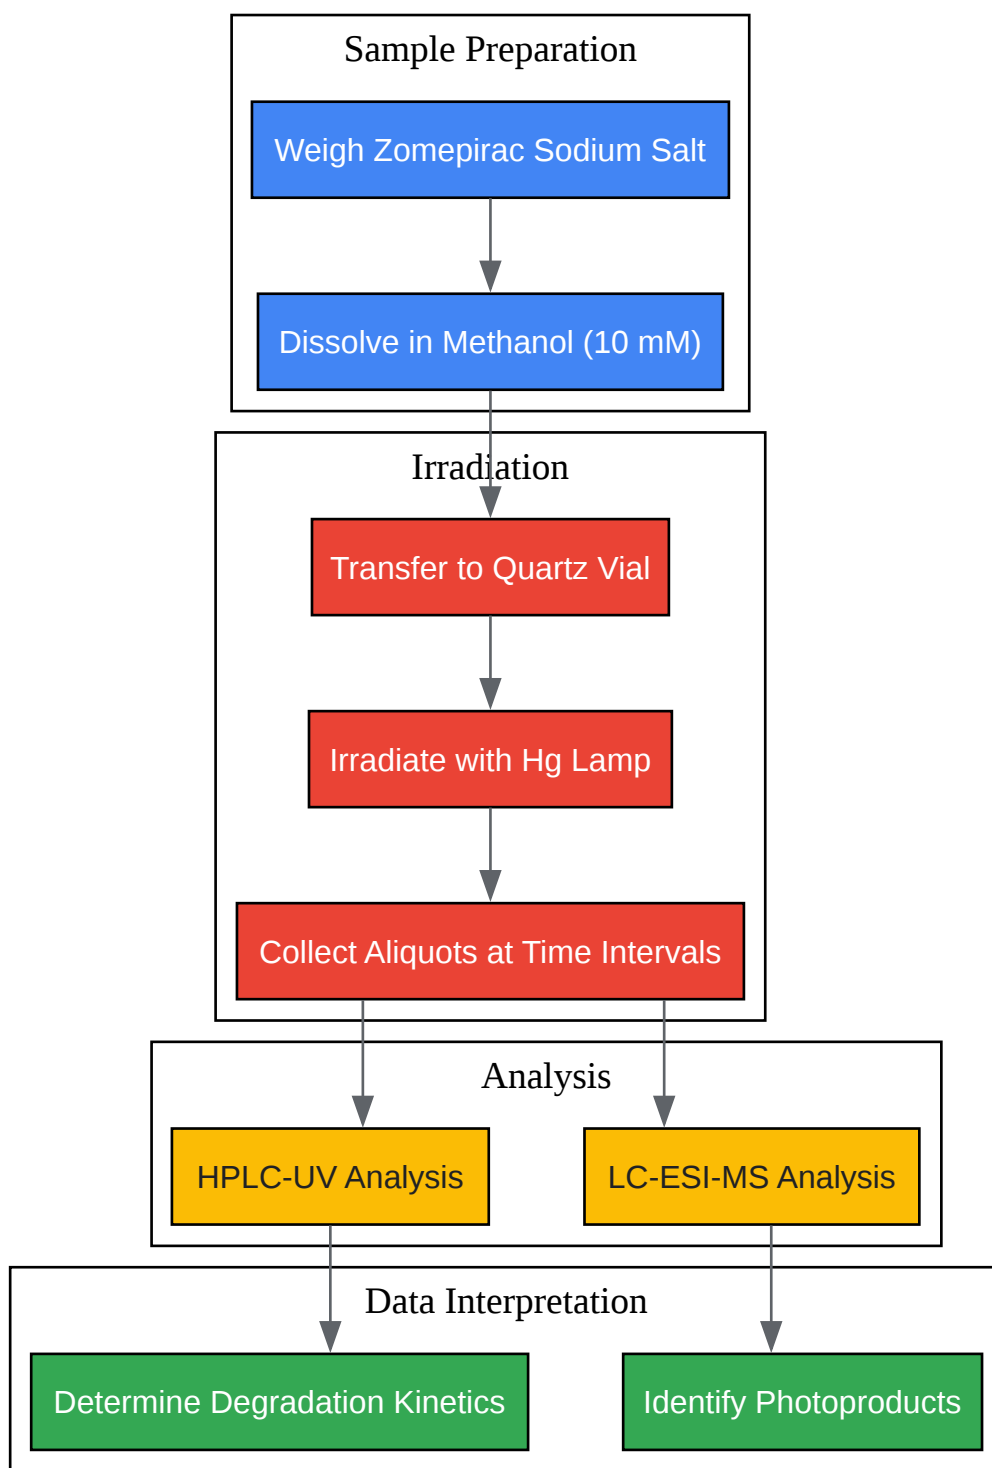 Sample Preparation
Weigh Zomepirac Sodium Salt
Dissolve in Methanol (10 mM)
Irradiation
Transfer to Quartz Vial
Irradiate with Hg Lamp
Collect Aliquots at Time Intervals
Analysis
HPLC-UV Analysis
LC-ESI-MS Analysis
Data Interpretation
Determine Degradation Kinetics
Identify Photoproducts